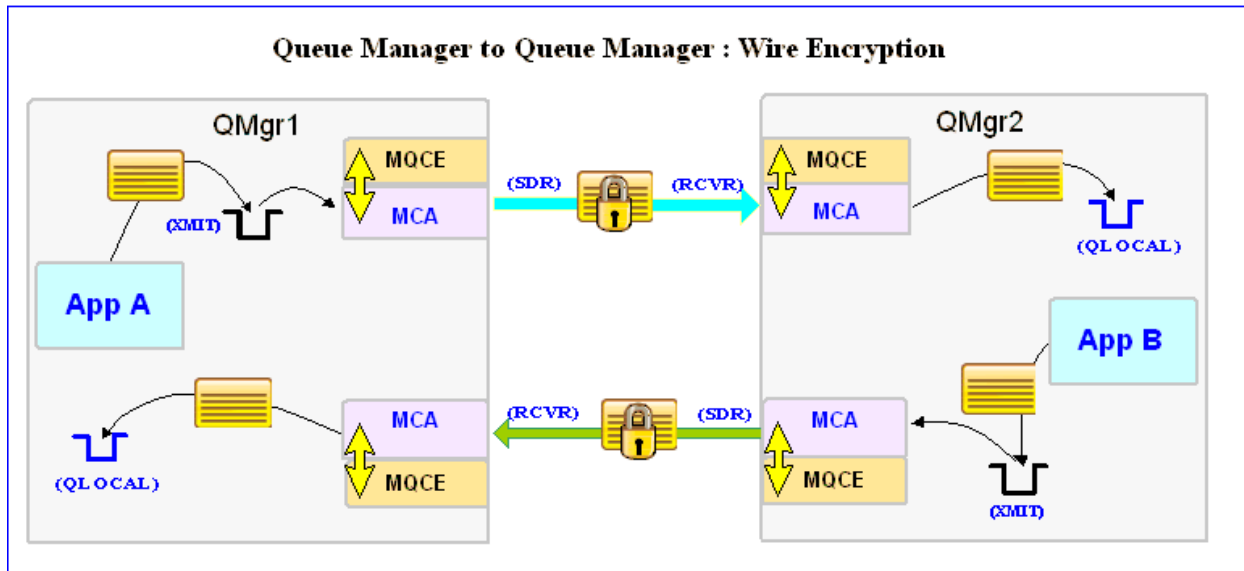 Queue Manager to Queue Manager : Wire Encryption
QMgr1
MQCE
MCA
(XMIT)
App A
(SDR)
(RCVR)
QMgr2
MQCE
MCA
(QLOCAL)
App B
(QLOCAL)
MCA
MQCE
(RCVR)
(SDR)
MCA
MQCE
(XMIT)